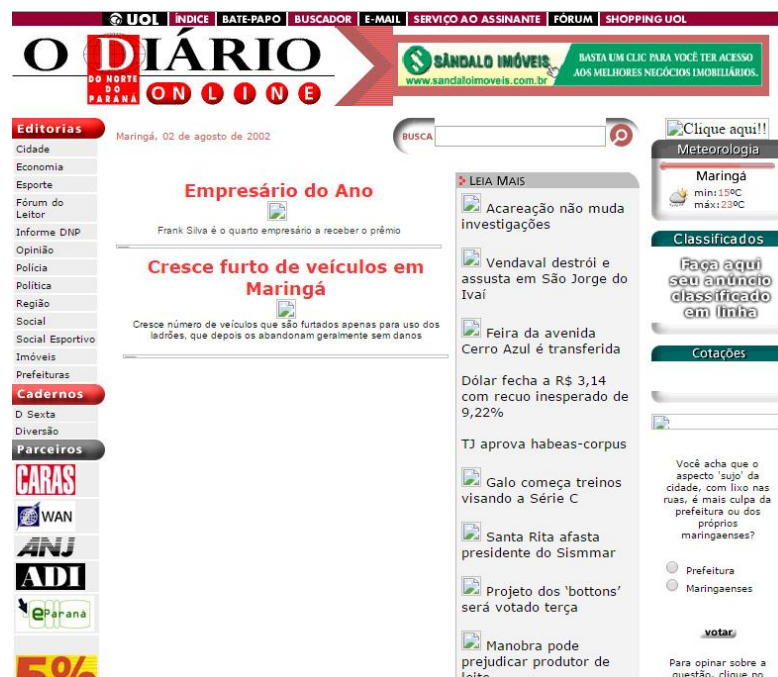 UOL ÍNDICE BATE-PAPO BUSCADOR E-MAIL SERVIÇO AO ASSINANTE FÓRUM SHOPPING UOL
O DIÁRIO
DO NORTE
DO
PARANÁ
ONLINE
SÂNDALO IMÓVEIS
www.sandaloimoveis.com.br
BASTA UM CLIC PARA VOCÊ TER ACESSO
AOS MELHORES NEGÓCIOS IMOBILIÁRIOS.
Editorias
Cidade
Economia
Esporte
Fórum do
Leitor
Informe DNP
Opinião
Polícia
Política
Região
Social
Social Esportivo
Imóveis
Prefeituras
Cadernos
D Sexta
Diversão
Parceiros
CARAS
WAN
ANJ
ADI
eParaná
5%
Maringá, 02 de agosto de 2002
BUSCA
Empresário do Ano
Frank Silva é o quarto empresário a receber o prêmio
Cresce furto de veículos em
Maringá
Cresce número de veículos que são furtados apenas para uso dos
ladrões, que depois os abandonam geralmente sem danos
LEIA MAIS
Acareação não muda
investigações
Vendaval destrói e
assusta em São Jorge do
Ivaí
Feira da avenida
Cerro Azul é transferida
Dólar fecha a R$ 3,14
com recuo inesperado de
9,22%
TJ aprova habeas-corpus
Galo começa treinos
visando a Série C
Santa Rita afasta
presidente do Sismmar
Projeto dos 'bottons'
será votado terça
Manobra pode
prejudicar produtor de
leite
Clique aqui!!
Meteorologia
Maringá
min:15ºC
máx:23ºC
Classificados
Faça aqui
seu anúncio
classificado
em linha
Cotações
Você acha que o
aspecto 'sujo' da
cidade, com lixo nas
ruas, é mais culpa da
prefeitura ou dos
próprios
maringaenses?
Prefeitura
Maringaenses
votar
Para opinar sobre a
questão, clique no